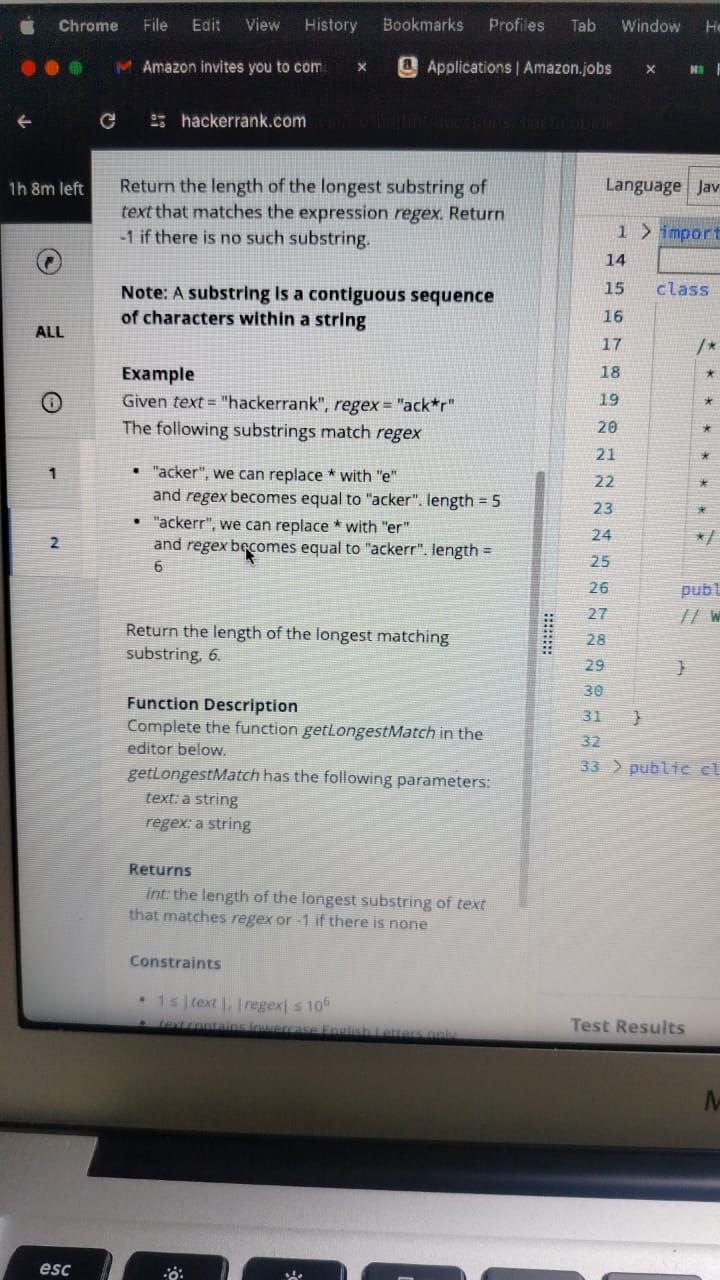 Chrome File Edit View History Bookmarks Profiles Tab Window
Amazon invites you to com × a Applications | Amazon.jobs ×
hackerrank.com
1h 8m left
ALL
1
2
Return the length of the longest substring of
text that matches the expression regex. Return
-1 if there is no such substring.
Note: A substring is a contiguous sequence
of characters within a string
Example
Given text = "hackerrank", regex = "ack*r"
The following substrings match regex
• "acker", we can replace * with "e"
and regex becomes equal to "acker". length = 5
• "ackerr", we can replace * with "er"
and regex becomes equal to "ackerr". length =
6
Return the length of the longest matching
substring, 6.
Function Description
Complete the function getLongestMatch in the
editor below.
getLongestMatch has the following parameters:
text: a string
regex: a string
Returns
int: the length of the longest substring of text
that matches regex or -1 if there is none
Constraints
• 1 ≤ | text |, | regex| ≤ 10⁶
• text contains lowercase English Letters only
Language Jav
1 > import
14
15 class
16
17 /*
18 *
19 *
20 *
21 *
22 *
23 *
24 */
25
26 publ
27 // W
28
29 }
30
31 }
32
33 > public cl
Test Results
M
esc